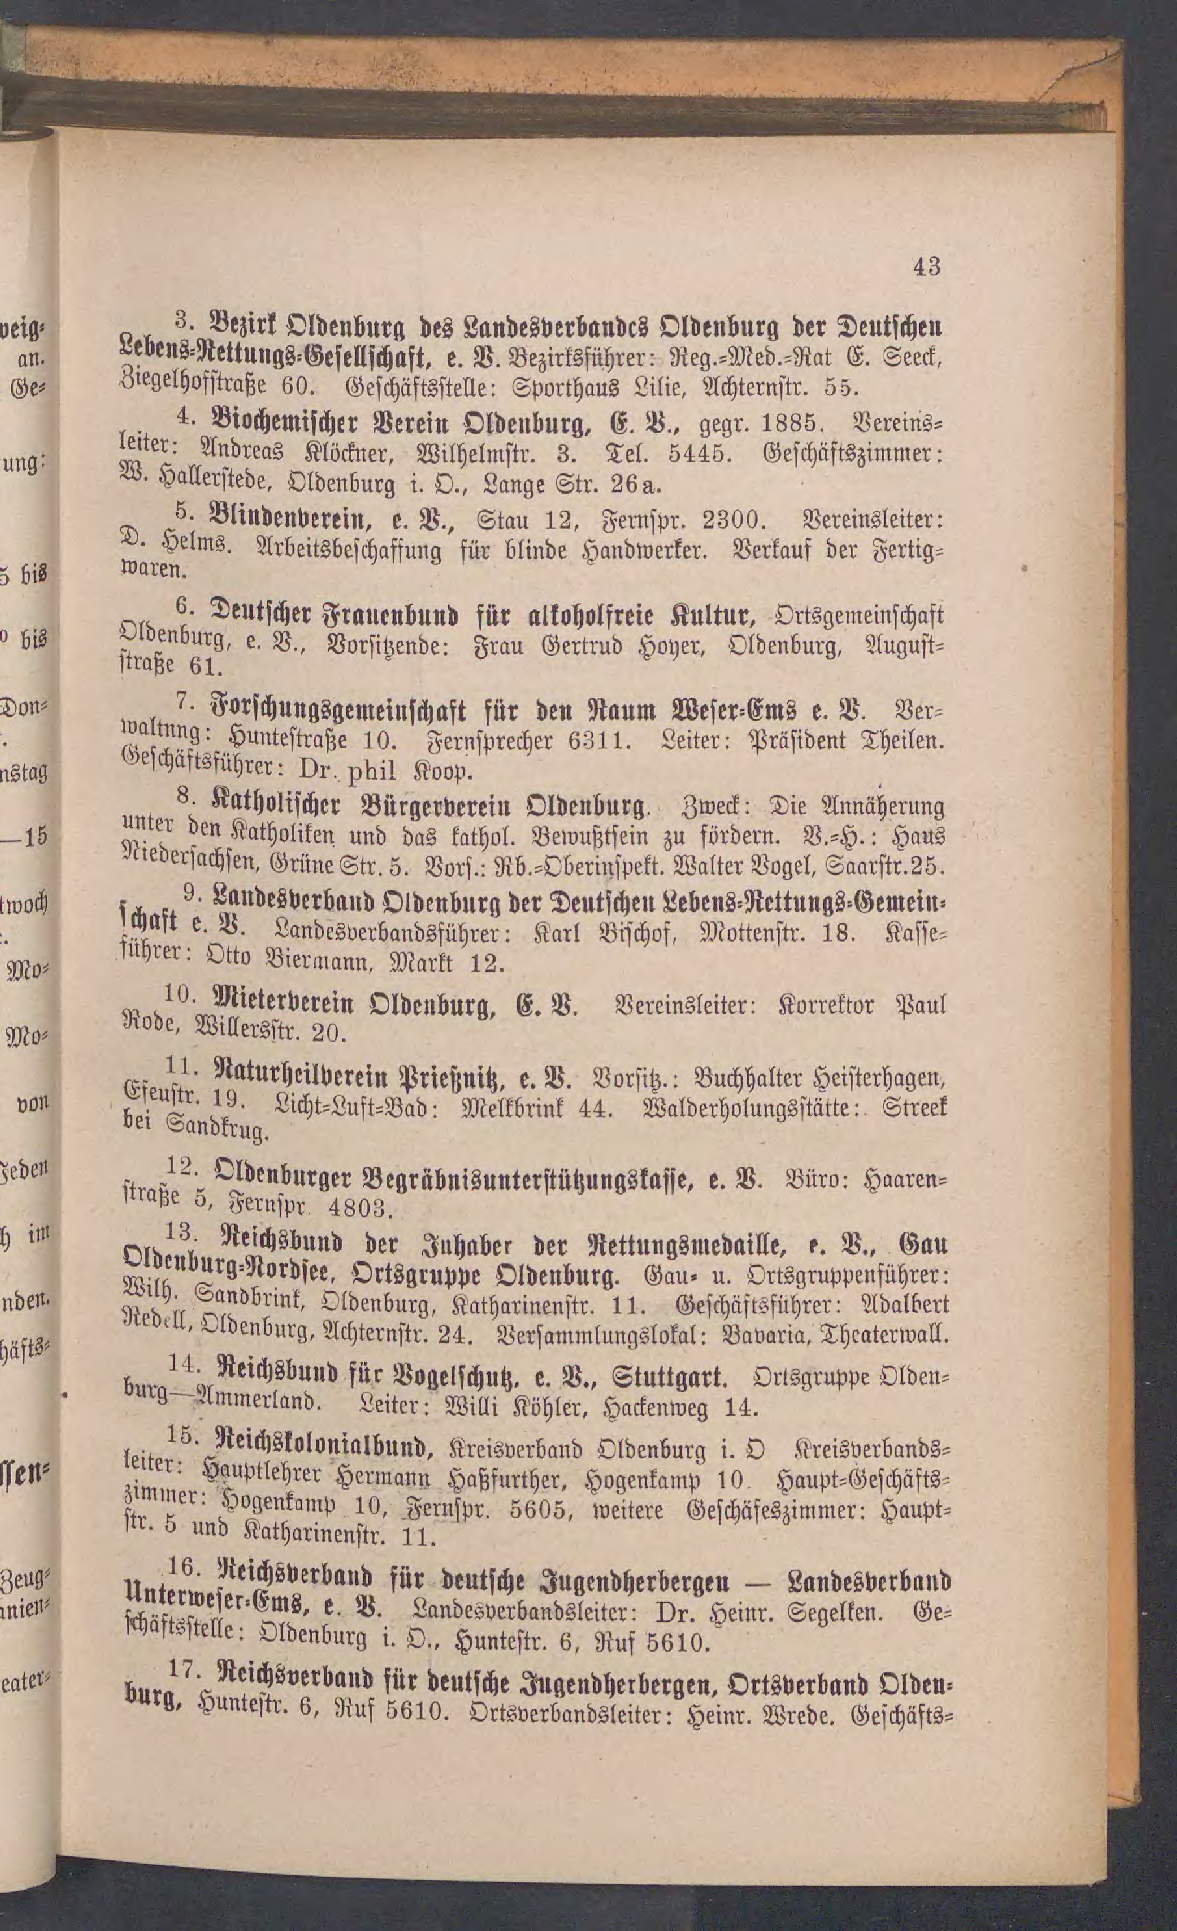 43
3. Bezirk Oldenburg des Landesverbandes Oldenburg der Deutschen
Lebens-Rettungs-Gesellschaft, e. V. Bezirksführer: Reg.-Med.-Rat E. Seeck,
Ziegelhofstraße 60. Geschäftsstelle: Sporthaus Lilie, Achternstr. 55.
4. Biochemischer Verein Oldenburg, E. V., gegr. 1885. Vereins-
leiter: Andreas Klöckner, Wilhelmstr. 3. Tel. 5445. Geschäftszimmer:
W. Hallerstede, Oldenburg i. O., Lange Str. 26a.
5. Blindenverein, e. V., Stau 12, Fernspr. 2300. Vereinsleiter:
D. Helms. Arbeitsbeschaffung für blinde Handwerker. Verkauf der Fertig-
waren.
6. Deutscher Frauenbund für alkoholfreie Kultur, Ortsgemeinschaft
Oldenburg, e. V., Vorsitzende: Frau Gertrud Hoyer, Oldenburg, August-
straße 61.
7. Forschungsgemeinschaft für den Raum Weser-Ems e. V. Ver-
waltnng: Huntestraße 10. Fernsprecher 6311. Leiter: Präsident Theilen.
Geschäftsführer: Dr. phil Koop.
8. Katholischer Bürgerverein Oldenburg. Zweck: Die Annäherung
unter den Katholiken und das kathol. Bewußtsein zu fördern. V.-H.: Haus
Niedersachsen, Grüne Str. 5. Vors.: Rb.-Oberinspekt. Walter Vogel, Saarstr. 25.
9. Landesverband Oldenburg der Deutschen Lebens-Rettungs-Gemein-
schaft e. V. Landesverbandsführer: Karl Bischof, Mottenstr. 18. Kasse-
führer: Otto Biermann, Markt 12.
10. Mieterverein Oldenburg, E. V. Vereinsleiter: Korrektor Paul
Rode, Willersstr. 20.
11. Naturheilverein Prießnitz, e. V. Vorsitz.: Buchhalter Heisterhagen,
Efeustr. 19. Licht-Luft-Bad: Melkbrink 44. Walderholungsstätte: Streek
bei Sandkrug.
12. Oldenburger Begräbnisunterstützungskasse, e. V. Büro: Haaren-
straße 5, Fernspr. 4803.
13. Reichsbund der Inhaber der Rettungsmedaille, e. V., Gau
Oldenburg-Nordsee, Ortsgruppe Oldenburg. Gau- u. Ortsgruppenführer:
Wilh. Sandbrink, Oldenburg, Katharinenstr. 11. Geschäftsführer: Adalbert
Redell, Oldenburg, Achternstr. 24. Versammlungslokal: Bavaria, Theaterwall.
14. Reichsbund für Vogelschutz, e. V., Stuttgart. Ortsgruppe Olden-
burg—Ammerland. Leiter: Willi Köhler, Hackenweg 14.
15. Reichskolonialbund, Kreisverband Oldenburg i. O Kreisverbands-
leiter: Hauptlehrer Hermann Haßfurther, Hogenkamp 10. Haupt-Geschäfts-
zimmer: Hogenkamp 10, Fernspr. 5605, weitere Geschäfeszimmer: Haupt-
str. 5 und Katharinenstr. 11.
16. Reichsverband für deutsche Jugendherbergen — Landesverband
Unterweser-Ems, e. V. Landesverbandsleiter: Dr. Heinr. Segelken. Ge-
schäftsstelle: Oldenburg i. O., Huntestr. 6, Ruf 5610.
17. Reichsverband für deutsche Jugendherbergen, Ortsverband Olden-
burg, Huntestr. 6, Ruf 5610. Ortsverbandsleiter: Heinr. Wrede. Geschäfts-